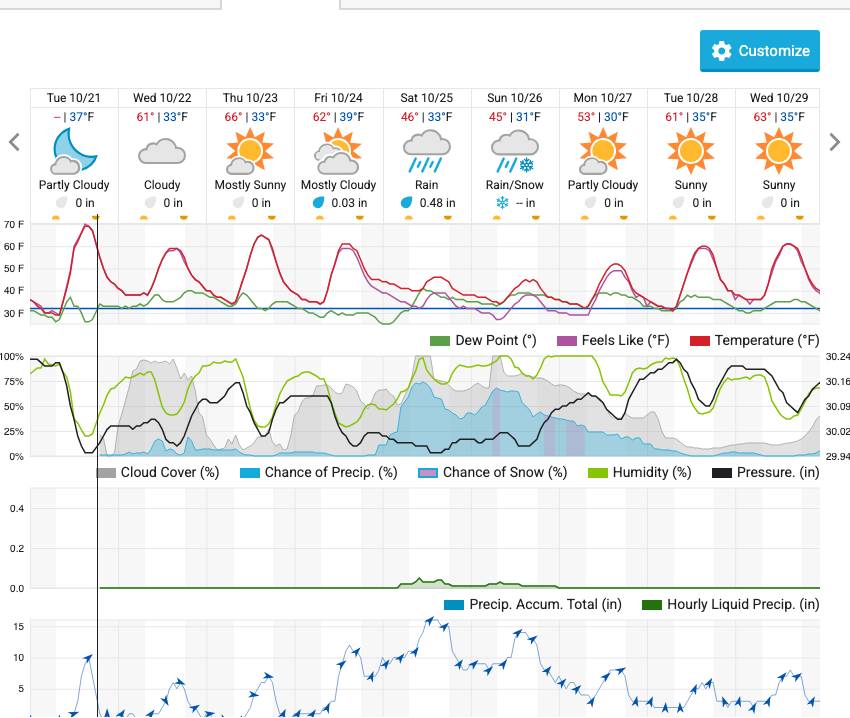 Customize
Tue 10/21 Wed 10/22 Thu 10/23 Fri 10/24 Sat 10/25 Sun 10/26 Mon 10/27 Tue 10/28 Wed 10/29
-- | 37°F 61° | 33°F 66° | 33°F 62° | 39°F 46° | 33°F 45° | 31°F 53° | 30°F 61° | 35°F 63° | 35°F
Partly Cloudy Cloudy Mostly Sunny Mostly Cloudy Rain Rain/Snow Partly Cloudy Sunny Sunny
0 in 0 in 0 in 0.03 in 0.48 in -- in 0 in 0 in 0 in
70 F
60 F
50 F
40 F
30 F
Dew Point (°) Feels Like (°F) Temperature (°F)
100% 30.24
75% 30.16
50% 30.09
25% 30.02
0% 29.94
Cloud Cover (%) Chance of Precip. (%) Chance of Snow (%) Humidity (%) Pressure. (in)
0.4
0.2
0.0
Precip. Accum. Total (in) Hourly Liquid Precip. (in)
15
10
5